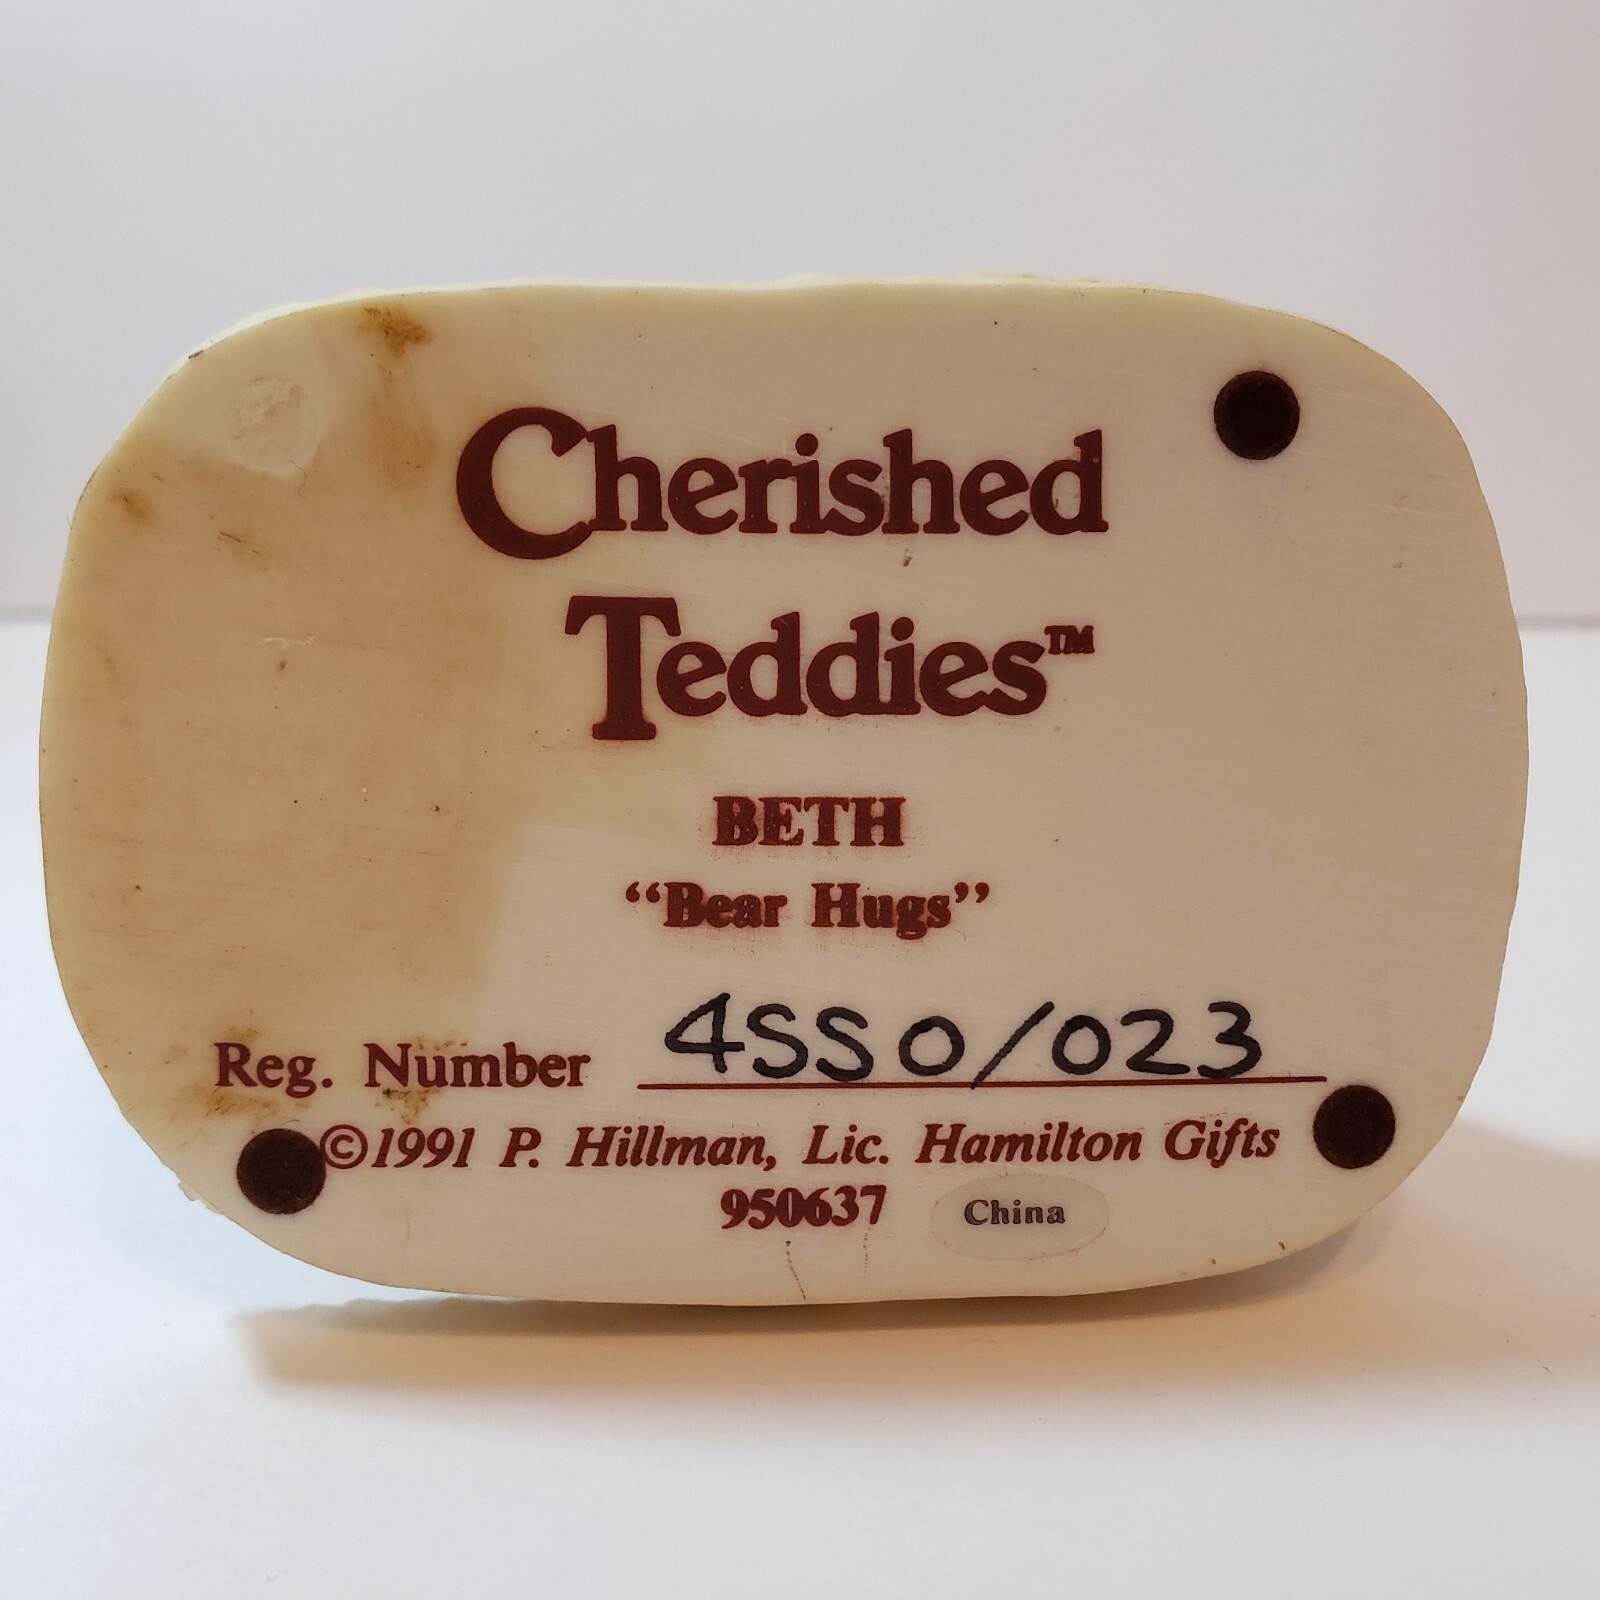 Cherished
Teddies™
BETH
“Bear Hugs”
Reg. Number 4SS0/023
©1991 P. Hillman, Lic. Hamilton Gifts
950637 China